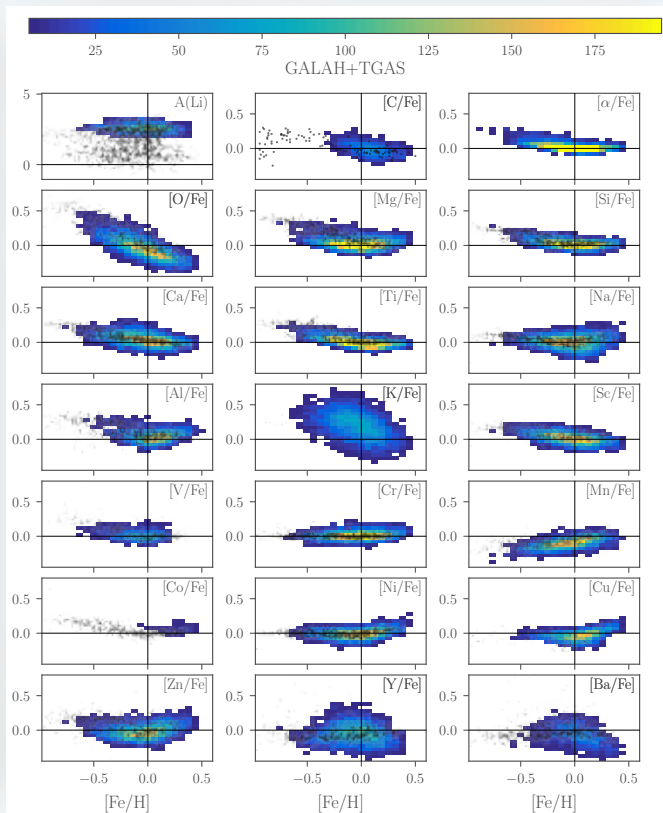 25 50 75 100 125 150 175
GALAH+TGAS
5
0
A(Li)
0.5
0.0
[C/Fe]
0.5
0.0
[α/Fe]
0.5
0.0
[O/Fe]
0.5
0.0
[Mg/Fe]
0.5
0.0
[Si/Fe]
0.5
0.0
[Ca/Fe]
0.5
0.0
[Ti/Fe]
0.5
0.0
[Na/Fe]
0.5
0.0
[Al/Fe]
0.5
0.0
[K/Fe]
0.5
0.0
[Sc/Fe]
0.5
0.0
[V/Fe]
0.5
0.0
[Cr/Fe]
0.5
0.0
[Mn/Fe]
0.5
0.0
[Co/Fe]
0.5
0.0
[Ni/Fe]
0.5
0.0
[Cu/Fe]
0.5
0.0
[Zn/Fe]
0.5
0.0
[Y/Fe]
0.5
0.0
[Ba/Fe]
−0.5 0.0 0.5
−0.5 0.0 0.5
−0.5 0.0 0.5
[Fe/H]
[Fe/H]
[Fe/H]